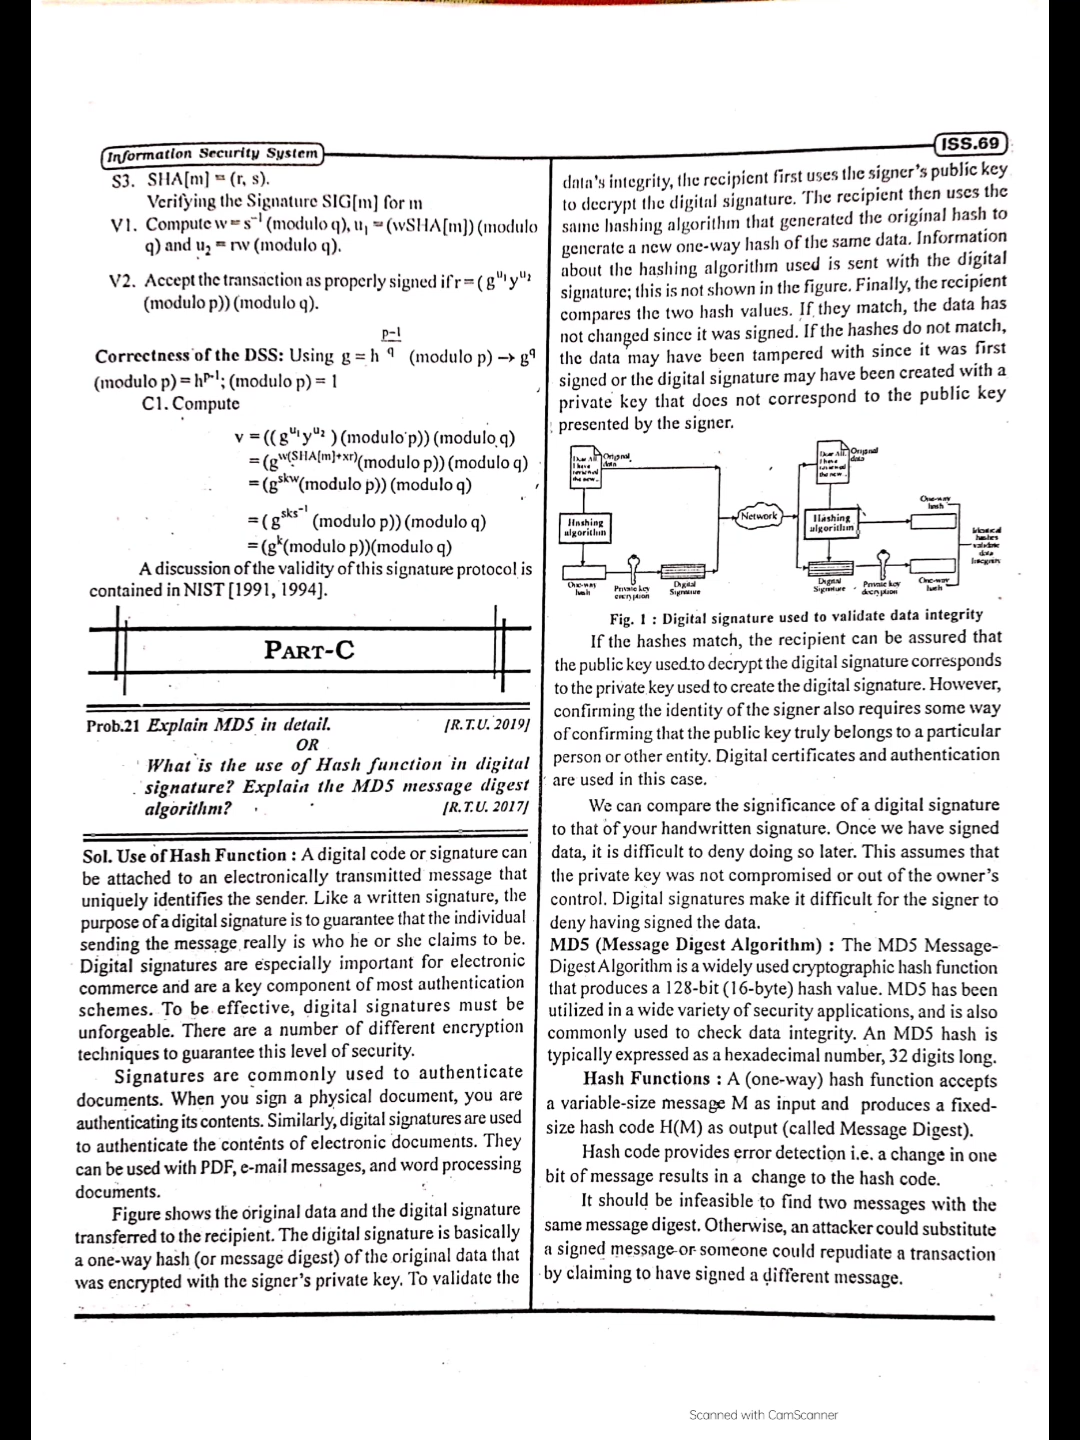 Information Security System
ISS.69
S3. SHA[m] = (r, s).
Verifying the Signature SIG[m] for m
V1. Compute w = s⁻¹ (modulo q), u₁ = (wSHA[m]) (modulo
q) and u₂ = rw (modulo q).
V2. Accept the transaction as properly signed if r = ( g^u₁ y^u₂
(modulo p)) (modulo q).
Correctness of the DSS: Using g = h^((p-1)/q) (modulo p) → g^q
(modulo p) = h^(p-1); (modulo p) = 1
C1. Compute
v = (( g^u₁ y^u₂ ) (modulo p)) (modulo q)
= (g^(w(SHA[m]+xr)) (modulo p)) (modulo q)
= (g^(skw) (modulo p)) (modulo q)
= ( g^(sks⁻¹) (modulo p)) (modulo q)
= (g^k (modulo p))(modulo q)
A discussion of the validity of this signature protocol is
contained in NIST [1991, 1994].
PART-C
Prob.21 Explain MD5 in detail. [R.T.U. 2019]
OR
What is the use of Hash function in digital
signature? Explain the MD5 message digest
algorithm? [R.T.U. 2017]
Sol. Use of Hash Function : A digital code or signature can
be attached to an electronically transmitted message that
uniquely identifies the sender. Like a written signature, the
purpose of a digital signature is to guarantee that the individual
sending the message really is who he or she claims to be.
Digital signatures are especially important for electronic
commerce and are a key component of most authentication
schemes. To be effective, digital signatures must be
unforgeable. There are a number of different encryption
techniques to guarantee this level of security.
Signatures are commonly used to authenticate
documents. When you sign a physical document, you are
authenticating its contents. Similarly, digital signatures are used
to authenticate the contents of electronic documents. They
can be used with PDF, e-mail messages, and word processing
documents.
Figure shows the original data and the digital signature
transferred to the recipient. The digital signature is basically
a one-way hash (or message digest) of the original data that
was encrypted with the signer's private key. To validate the
data's integrity, the recipient first uses the signer's public key
to decrypt the digital signature. The recipient then uses the
same hashing algorithm that generated the original hash to
generate a new one-way hash of the same data. Information
about the hashing algorithm used is sent with the digital
signature; this is not shown in the figure. Finally, the recipient
compares the two hash values. If they match, the data has
not changed since it was signed. If the hashes do not match,
the data may have been tampered with since it was first
signed or the digital signature may have been created with a
private key that does not correspond to the public key
presented by the signer.
Dear All,
I have
reviewed
the new...
Original
data
Hashing
algorithm
One-way
hash
Private key
encryption
Digital
Signature
Network
Dear All,
I have
reviewed
the new...
Original
data
Hashing
algorithm
Digital
Signature
Private key
decryption
One-way
hash
One-way
hash
Identical
hashes
validate
data
Integrity
Fig. 1 : Digital signature used to validate data integrity
If the hashes match, the recipient can be assured that
the public key used.to decrypt the digital signature corresponds
to the private key used to create the digital signature. However,
confirming the identity of the signer also requires some way
of confirming that the public key truly belongs to a particular
person or other entity. Digital certificates and authentication
are used in this case.
We can compare the significance of a digital signature
to that of your handwritten signature. Once we have signed
data, it is difficult to deny doing so later. This assumes that
the private key was not compromised or out of the owner's
control. Digital signatures make it difficult for the signer to
deny having signed the data.
MD5 (Message Digest Algorithm) : The MD5 Message-
Digest Algorithm is a widely used cryptographic hash function
that produces a 128-bit (16-byte) hash value. MD5 has been
utilized in a wide variety of security applications, and is also
commonly used to check data integrity. An MD5 hash is
typically expressed as a hexadecimal number, 32 digits long.
Hash Functions : A (one-way) hash function accepts
a variable-size message M as input and produces a fixed-
size hash code H(M) as output (called Message Digest).
Hash code provides error detection i.e. a change in one
bit of message results in a change to the hash code.
It should be infeasible to find two messages with the
same message digest. Otherwise, an attacker could substitute
a signed message or someone could repudiate a transaction
by claiming to have signed a different message.
Scanned with CamScanner